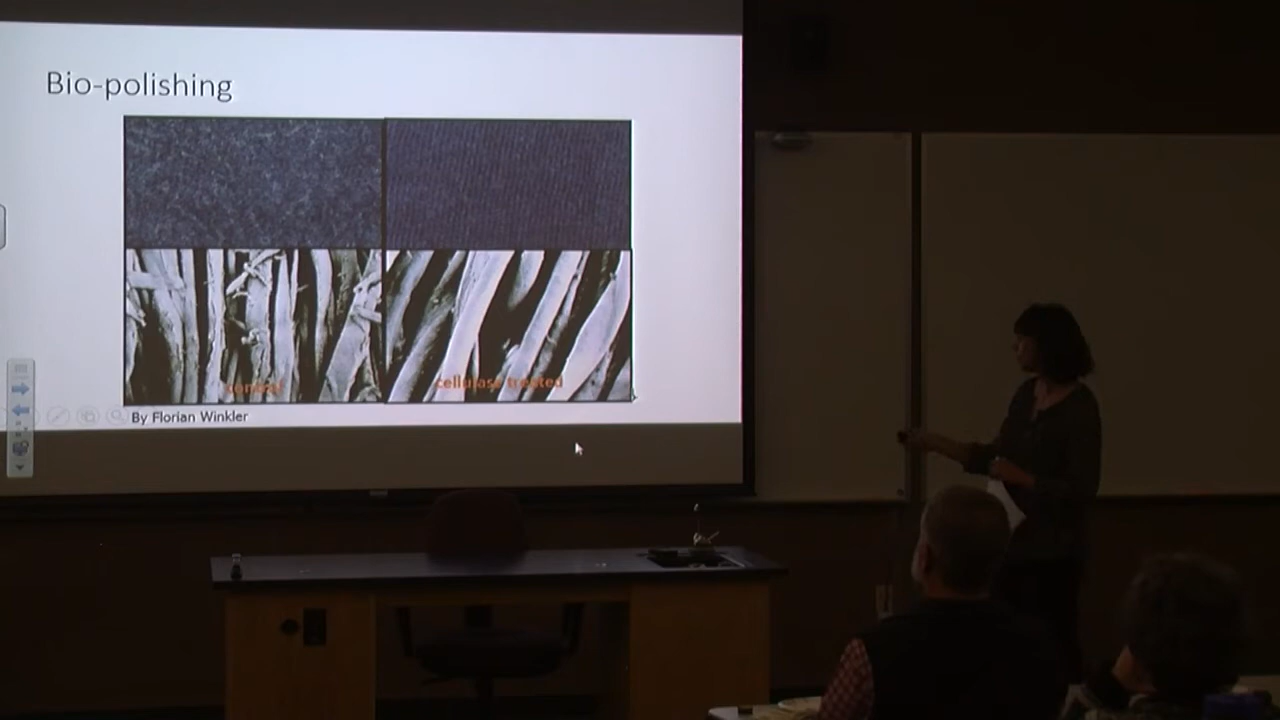 Bio-polishing
control
cellulase treated
By Florian Winkler